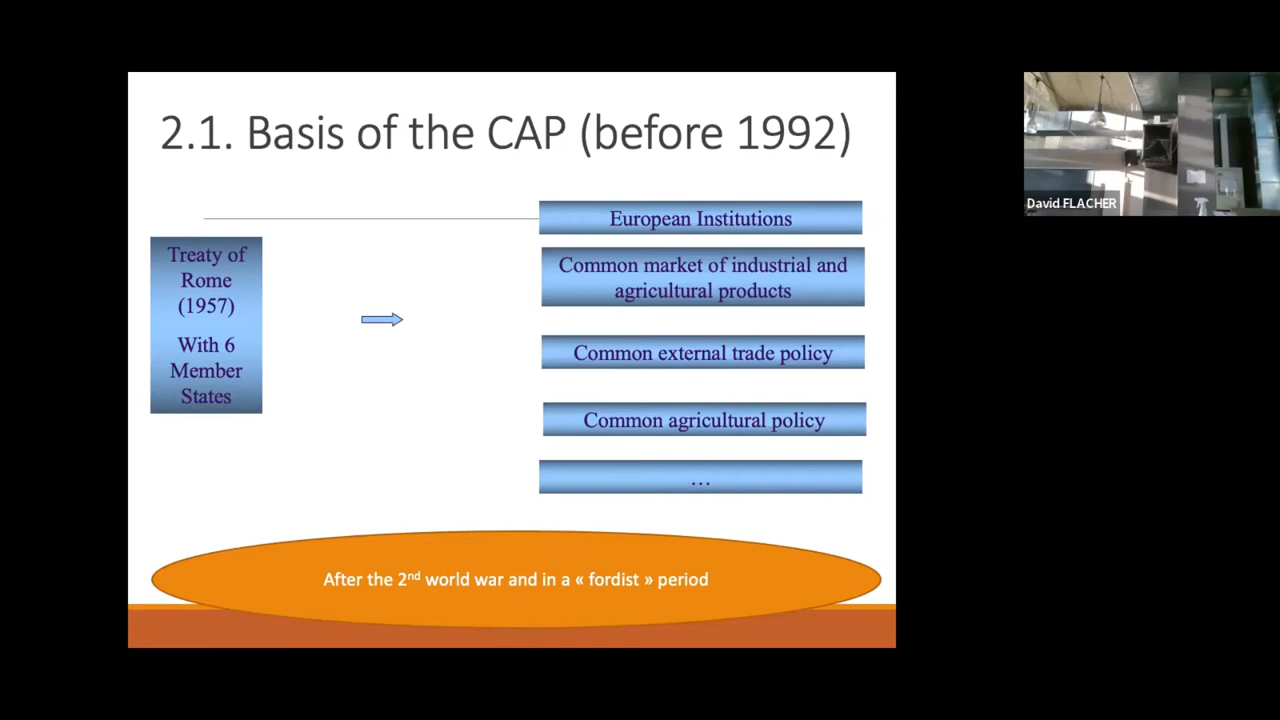 2.1. Basis of the CAP (before 1992)
Treaty of
Rome
(1957)
With 6
Member
States
European Institutions
Common market of industrial and
agricultural products
Common external trade policy
Common agricultural policy
…
After the 2nd world war and in a « fordist » period
David FLACHER